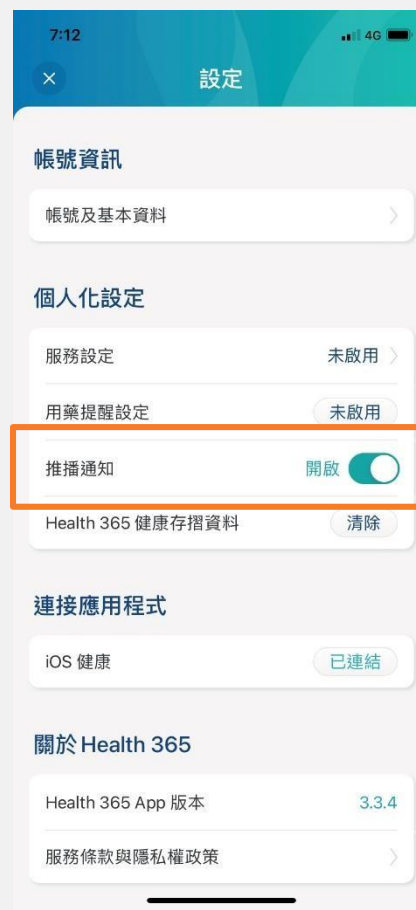 7:12 4G
設定
帳號資訊
帳號及基本資料
個人化設定
服務設定 未啟用
用藥提醒設定 未啟用
推播通知 開啟
Health 365 健康存摺資料 清除
連接應用程式
iOS 健康 已連結
關於 Health 365
Health 365 App 版本 3.3.4
服務條款與隱私權政策